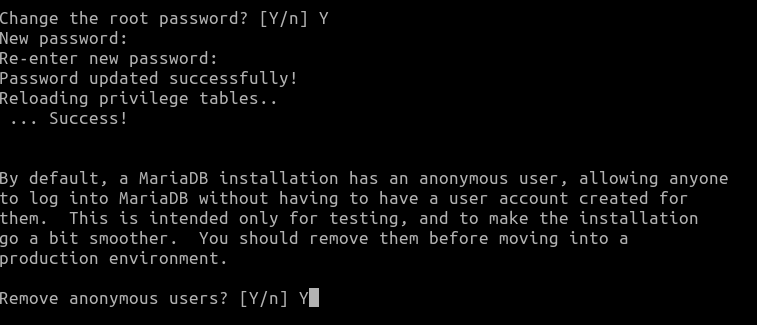 Change the root password? [Y/n] Y
New password:
Re-enter new password:
Password updated successfully!
Reloading privilege tables..
 ... Success!
By default, a MariaDB installation has an anonymous user, allowing anyone
to log into MariaDB without having to have a user account created for
them.  This is intended only for testing, and to make the installation
go a bit smoother.  You should remove them before moving into a
production environment.
Remove anonymous users? [Y/n] Y